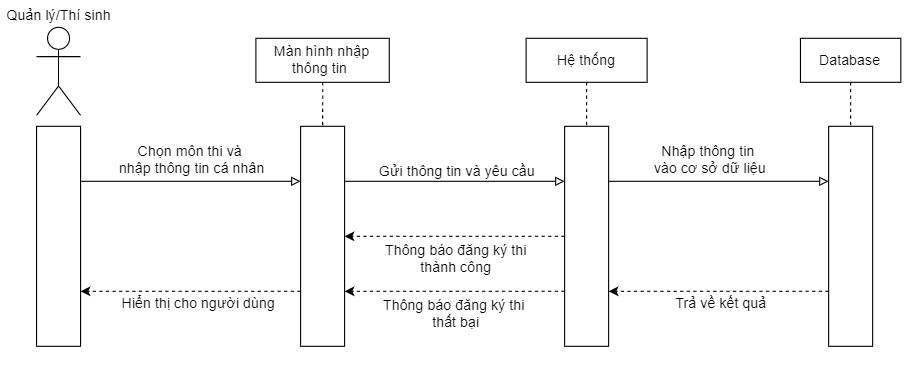 Quản lý/Thí sinh
Màn hình nhập
thông tin
Hệ thống
Database
Chọn môn thi và
nhập thông tin cá nhân
Gửi thông tin và yêu cầu
Nhập thông tin
vào cơ sở dữ liệu
Thông báo đăng ký thi
thành công
Hiển thị cho người dùng
Thông báo đăng ký thi
thất bại
Trả về kết quả